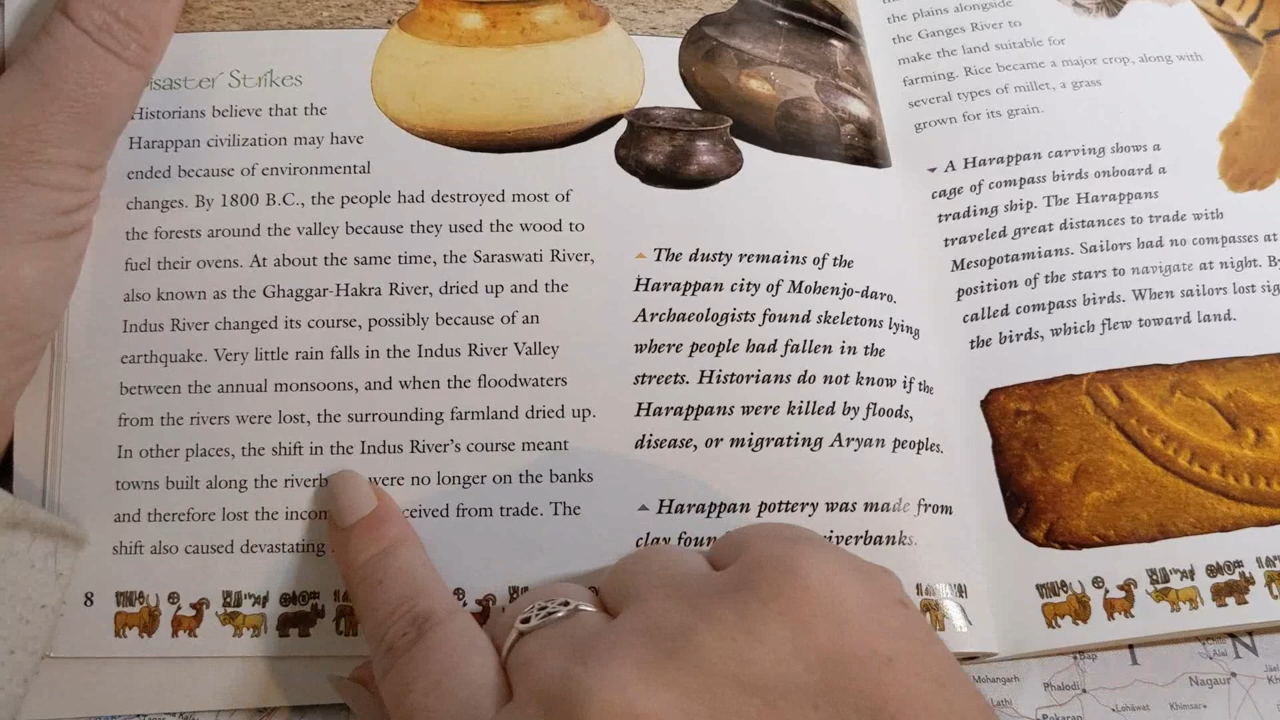 isaster Strikes
Historians believe that the
Harappan civilization may have
ended because of environmental
changes. By 1800 B.C., the people had destroyed most of
the forests around the valley because they used the wood to
fuel their ovens. At about the same time, the Saraswati River,
also known as the Ghaggar-Hakra River, dried up and the
Indus River changed its course, possibly because of an
earthquake. Very little rain falls in the Indus River Valley
between the annual monsoons, and when the floodwaters
from the rivers were lost, the surrounding farmland dried up.
In other places, the shift in the Indus River's course meant
towns built along the riverb were no longer on the banks
and therefore lost the incom ceived from trade. The
shift also caused devastating
8
The dusty remains of the
Harappan city of Mohenjo-daro.
Archaeologists found skeletons lying
where people had fallen in the
streets. Historians do not know if the
Harappans were killed by floods,
disease, or migrating Aryan peoples.
Harappan pottery was made from
clay foun iverbanks.
the plains alongside
the Ganges River to
make the land suitable for
farming. Rice became a major crop, along with
several types of millet, a grass
grown for its grain.
A Harappan carving shows a
cage of compass birds onboard a
trading ship. The Harappans
traveled great distances to trade with
Mesopotamians. Sailors had no compasses at
position of the stars to navigate at night. B
called compass birds. When sailors lost sig
the birds, which flew toward land.
I N
Bap
Mohangarh
Phalodi
Nagaur
Lathi
Lohawat
Khimsar
Pokaran